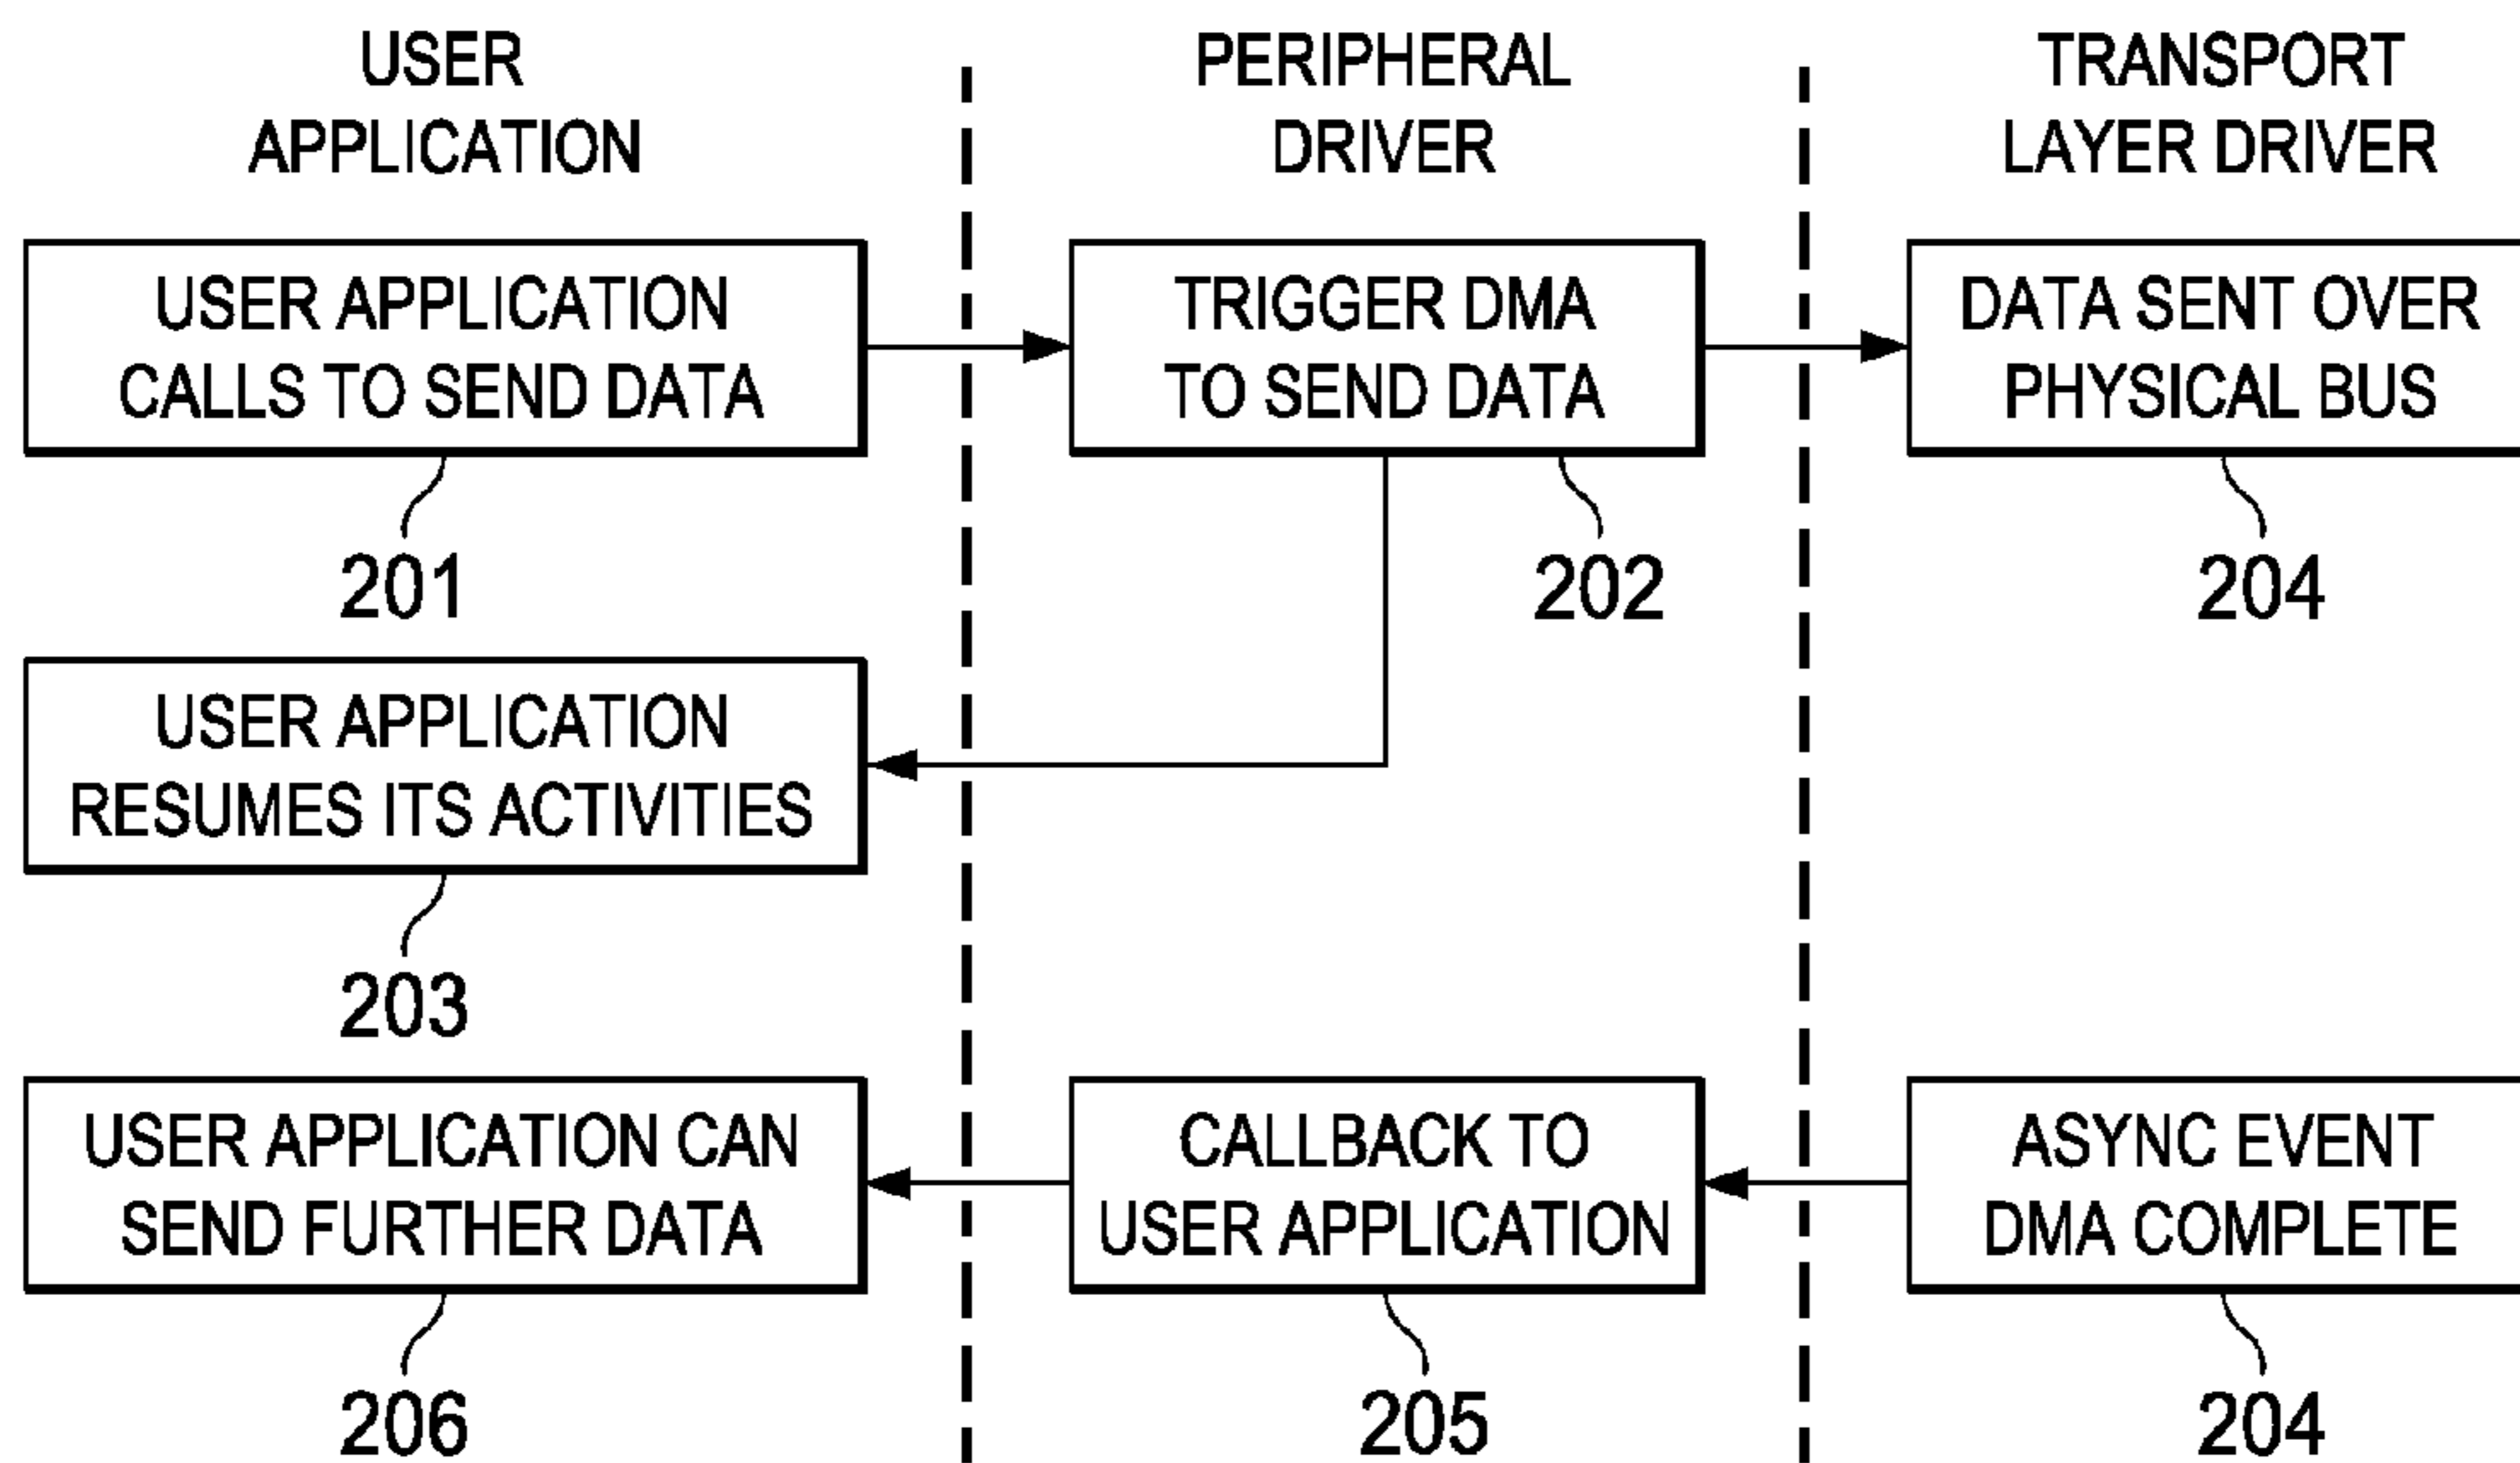 USER
APPLICATION
PERIPHERAL
DRIVER
TRANSPORT
LAYER DRIVER
USER APPLICATION
CALLS TO SEND DATA
201
TRIGGER DMA
TO SEND DATA
202
DATA SENT OVER
PHYSICAL BUS
204
USER APPLICATION
RESUMES ITS ACTIVITIES
203
USER APPLICATION CAN
SEND FURTHER DATA
206
CALLBACK TO
USER APPLICATION
205
ASYNC EVENT
DMA COMPLETE
204